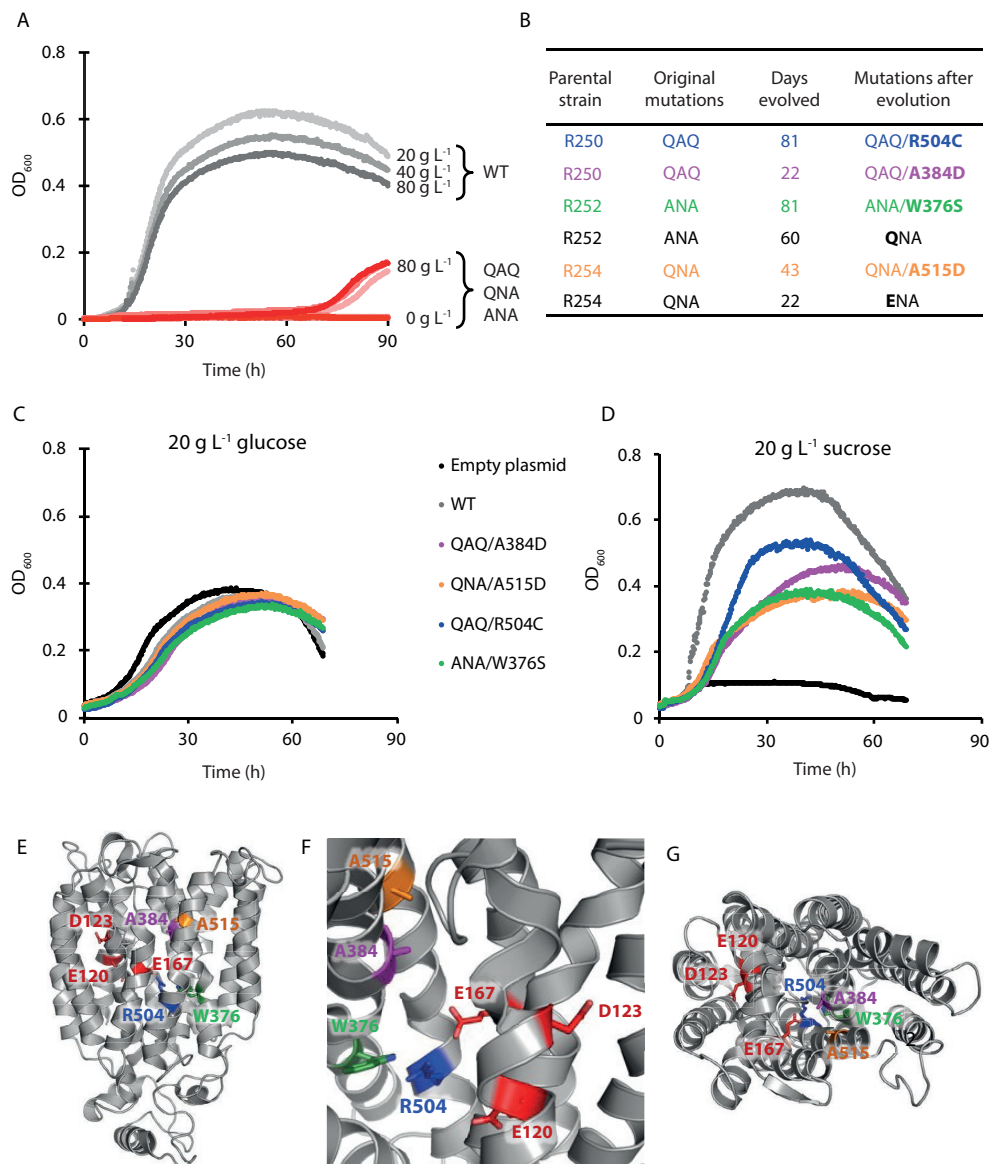 A
0.8
0.6
0.4
0.2
0
OD600
0 30 60 90
Time (h)
20 g L-1
40 g L-1
80 g L-1
WT
80 g L-1
0 g L-1
QAQ
QNA
ANA
B
Parental strain Original mutations Days evolved Mutations after evolution
R250 QAQ 81 QAQ/R504C
R250 QAQ 22 QAQ/A384D
R252 ANA 81 ANA/W376S
R252 ANA 60 QNA
R254 QNA 43 QNA/A515D
R254 QNA 22 ENA
C
20 g L-1 glucose
0.8
0.6
0.4
0.2
0
OD600
0 30 60 90
Time (h)
Empty plasmid
WT
QAQ/A384D
QNA/A515D
QAQ/R504C
ANA/W376S
D
20 g L-1 sucrose
0.8
0.6
0.4
0.2
0
OD600
0 30 60 90
Time (h)
E
D123
A384
A515
E120
E167
R504
W376
F
A515
A384
E167
D123
W376
R504
E120
G
E120
D123
R504
A384
W376
E167
A515